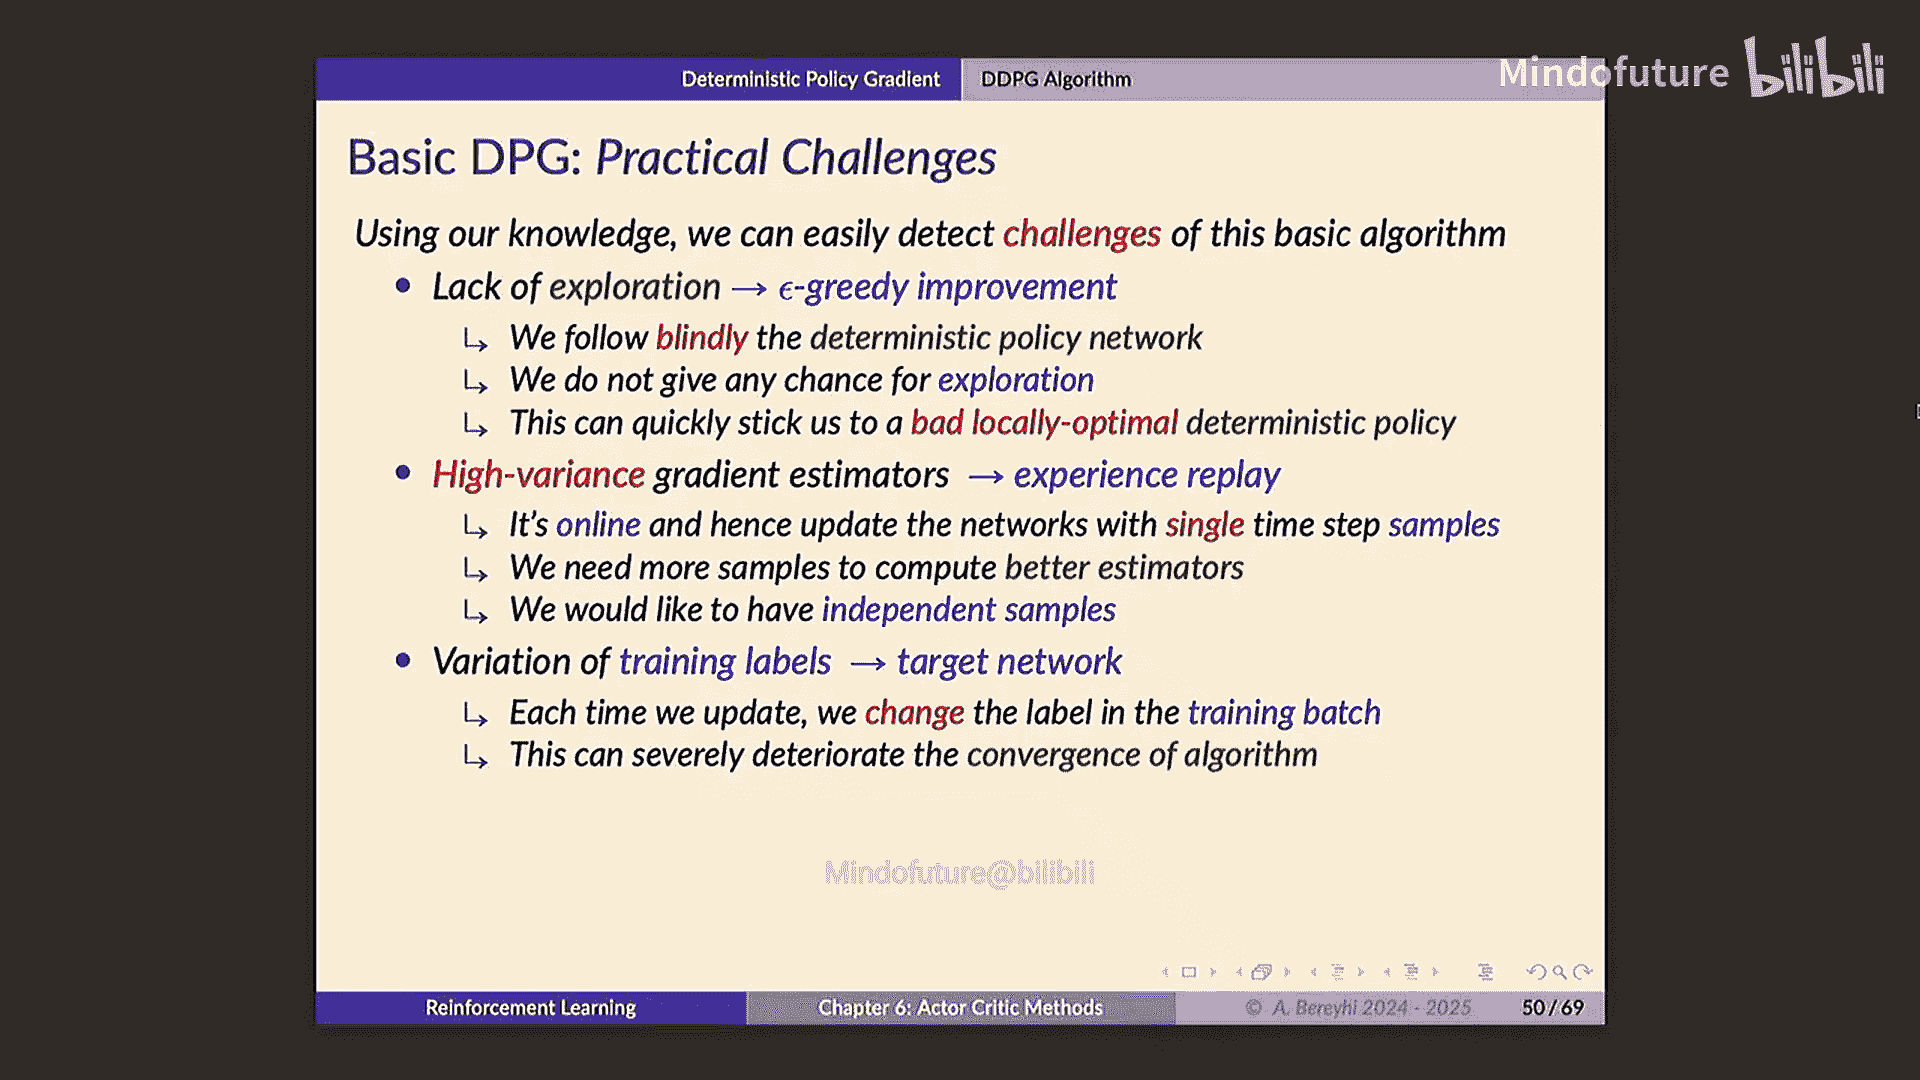 Mindofuture bilibili
Deterministic Policy Gradient DDPG Algorithm
Basic DPG: Practical Challenges
Using our knowledge, we can easily detect challenges of this basic algorithm
• Lack of exploration → ϵ-greedy improvement
↳ We follow blindly the deterministic policy network
↳ We do not give any chance for exploration
↳ This can quickly stick us to a bad locally-optimal deterministic policy
• High-variance gradient estimators → experience replay
↳ It's online and hence update the networks with single time step samples
↳ We need more samples to compute better estimators
↳ We would like to have independent samples
• Variation of training labels → target network
↳ Each time we update, we change the label in the training batch
↳ This can severely deteriorate the convergence of algorithm
Mindofuture@bilibili
Reinforcement Learning Chapter 6: Actor Critic Methods © A. Bereyhi 2024 - 2025 50 / 69